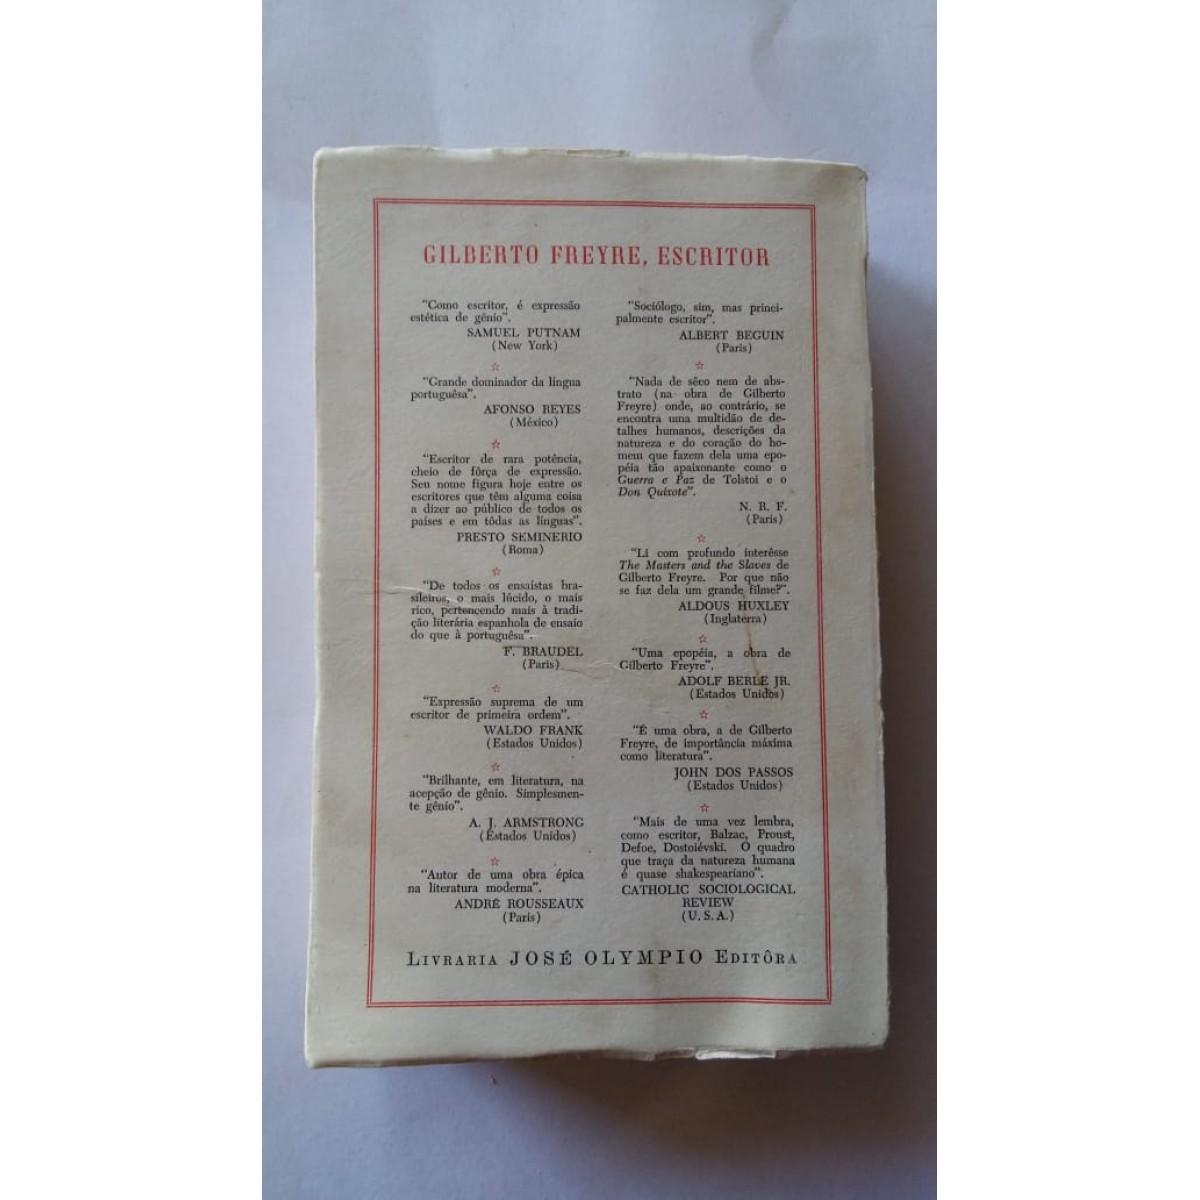 GILBERTO FREYRE, ESCRITOR
"Como escritor, é expressão
estética de gênio".
SAMUEL PUTNAM
(New York)
☆
"Grande dominador da língua
portuguêsa".
AFONSO REYES
(México)
☆
"Escritor de rara potência,
cheio de fôrça de expressão.
Seu nome figura hoje entre os
escritores que têm alguma coisa
a dizer ao público de todos os
países e em tôdas as línguas".
PRESTO SEMINERIO
(Roma)
☆
"De todos os ensaístas bra-
sileiros, o mais lúcido, o mais
rico, pertencendo mais à tradi-
ção literária espanhola de ensaio
do que à portuguêsa".
F. BRAUDEL
(Paris)
☆
"Expressão suprema de um
escritor de primeira ordem".
WALDO FRANK
(Estados Unidos)
☆
"Brilhante, em literatura, na
acepção de gênio. Simplesmen-
te gênio".
A. J. ARMSTRONG
(Estados Unidos)
☆
"Autor de uma obra épica
na literatura moderna".
ANDRÉ ROUSSEAUX
(Paris)
"Sociólogo, sim, mas princi-
palmente escritor".
ALBERT BEGUIN
(Paris)
☆
"Nada de sêco nem de abs-
trato (na obra de Gilberto
Freyre) onde, ao contrário, se
encontra uma multidão de de-
talhes humanos, descrições da
natureza e do coração do ho-
mem que fazem dela uma epo-
péia tão apaixonante como o
Guerra e Paz de Tolstoi e o
Don Quixote".
N. R. F.
(Paris)
☆
"Li com profundo interêsse
The Masters and the Slaves de
Gilberto Freyre. Por que não
se faz dela um grande filme?".
ALDOUS HUXLEY
(Inglaterra)
☆
"Uma epopéia, a obra de
Gilberto Freyre".
ADOLF BERLE JR.
(Estados Unidos)
☆
"É uma obra, a de Gilberto
Freyre, de importância máxima
como literatura".
JOHN DOS PASSOS
(Estados Unidos)
☆
"Mais de uma vez lembra,
como escritor, Balzac, Proust,
Defoe, Dostoiévski. O quadro
que traça da natureza humana
é quase shakespeariano".
CATHOLIC SOCIOLOGICAL
REVIEW
(U. S. A.)
LIVRARIA JOSÉ OLYMPIO EDITÔRA